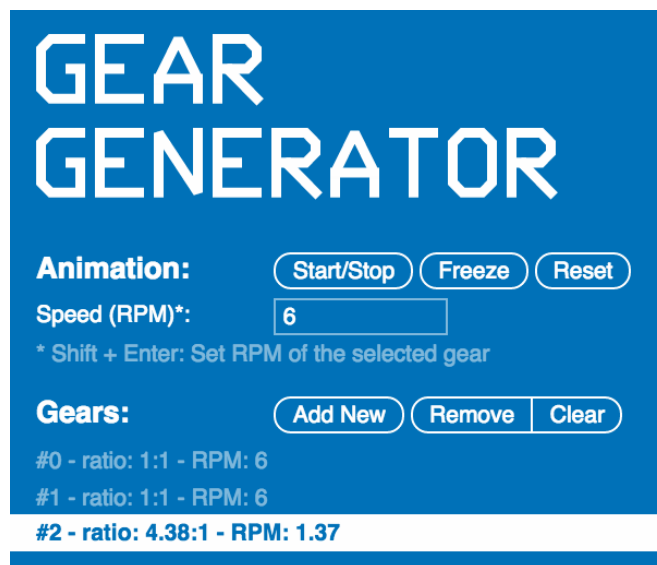 GEAR
GENERATOR
Animation: Start/Stop Freeze Reset
Speed (RPM)*: 6
* Shift + Enter: Set RPM of the selected gear
Gears: Add New Remove Clear
#0 - ratio: 1:1 - RPM: 6
#1 - ratio: 1:1 - RPM: 6
#2 - ratio: 4.38:1 - RPM: 1.37